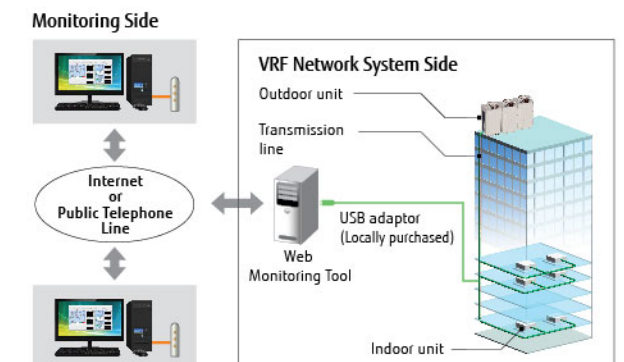 Monitoring Side
Internet
or
Public Telephone
Line
VRF Network System Side
Outdoor unit
Transmission
line
USB adaptor
(Locally purchased)
Web
Monitoring Tool
Indoor unit